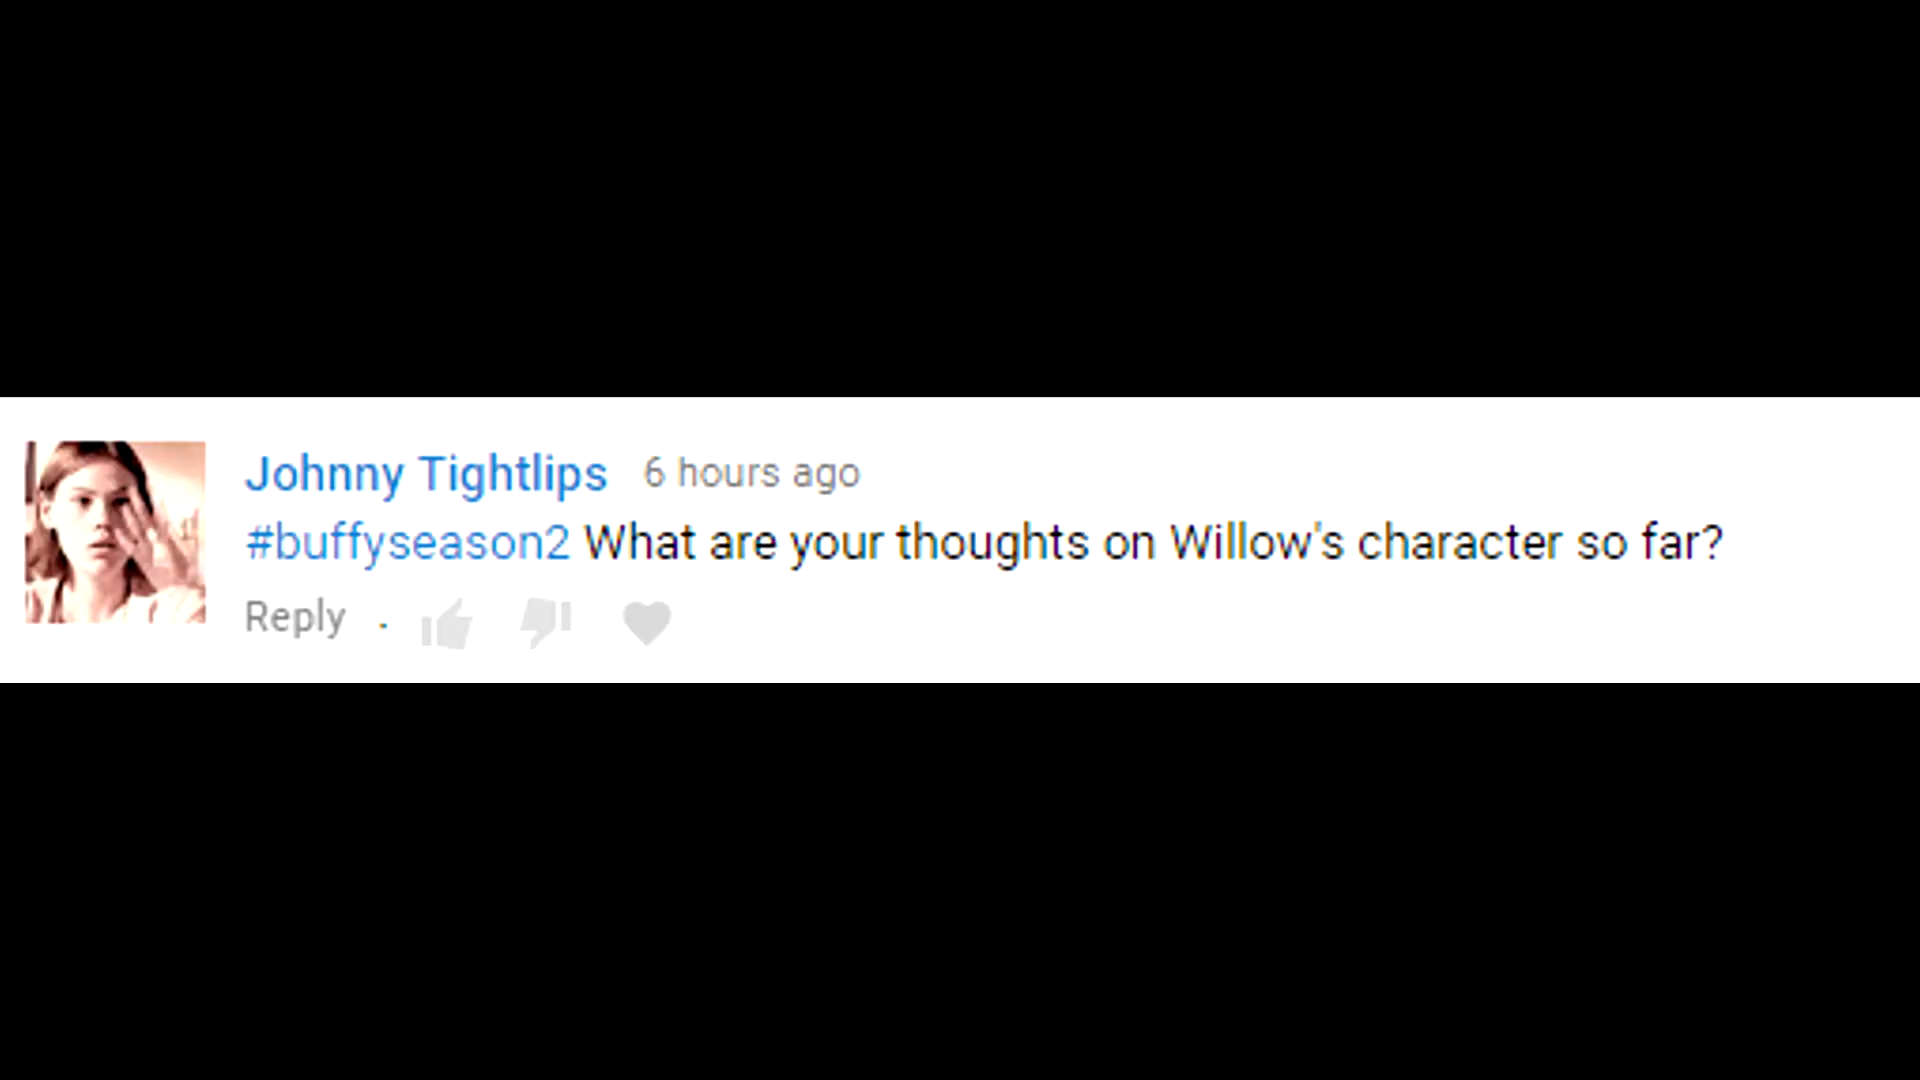 Johnny Tightlips 6 hours ago
#buffyseason2 What are your thoughts on Willow's character so far?
Reply .